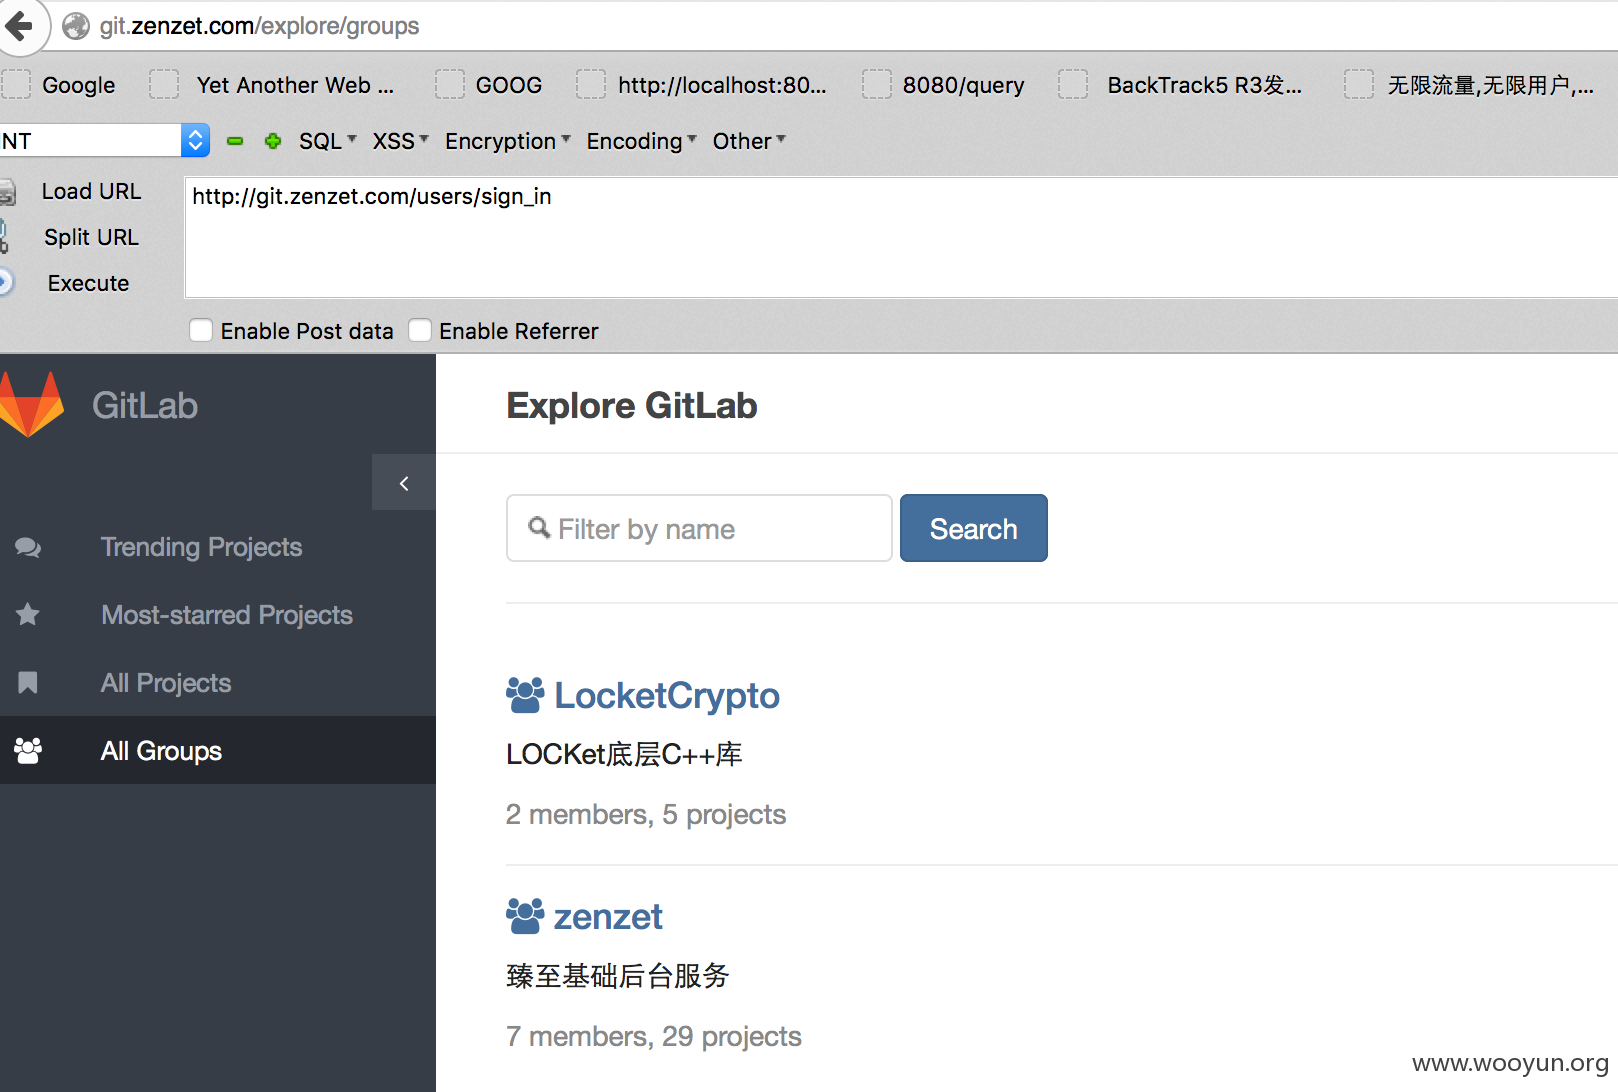 git.zenzet.com/explore/groups
Google Yet Another Web ... GOOG http://localhost:80... 8080/query BackTrack5 R3发... 无限流量,无限用户,...
INT SQL XSS Encryption Encoding Other
Load URL http://git.zenzet.com/users/sign_in
Split URL
Execute
Enable Post data Enable Referrer
GitLab Explore GitLab
Filter by name Search
Trending Projects
Most-starred Projects
All Projects
All Groups
LocketCrypto
LOCKet底层C++库
2 members, 5 projects
zenzet
臻至基础后台服务
7 members, 29 projects
www.wooyun.org